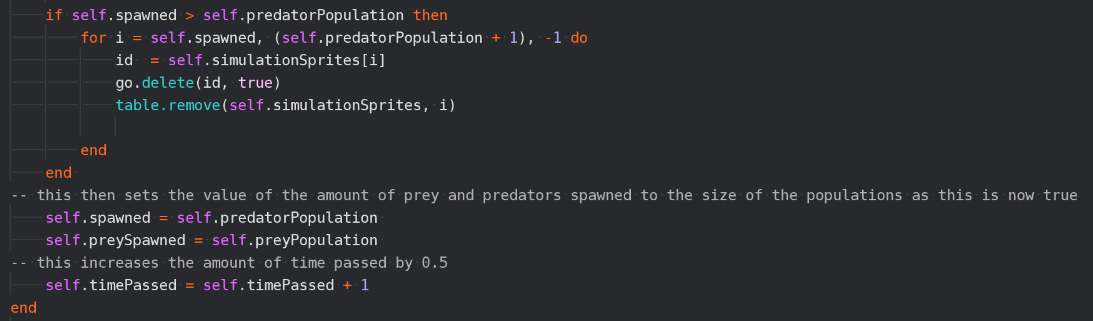 if self.spawned > self.predatorPopulation then
for i = self.spawned, (self.predatorPopulation + 1), -1 do
id  = self.simulationSprites[i]
go.delete(id, true)
table.remove(self.simulationSprites, i)
end
end
-- this then sets the value of the amount of prey and predators spawned to the size of the populations as this is now true
self.spawned = self.predatorPopulation
self.preySpawned = self.preyPopulation
-- this increases the amount of time passed by 0.5
self.timePassed = self.timePassed + 1
end